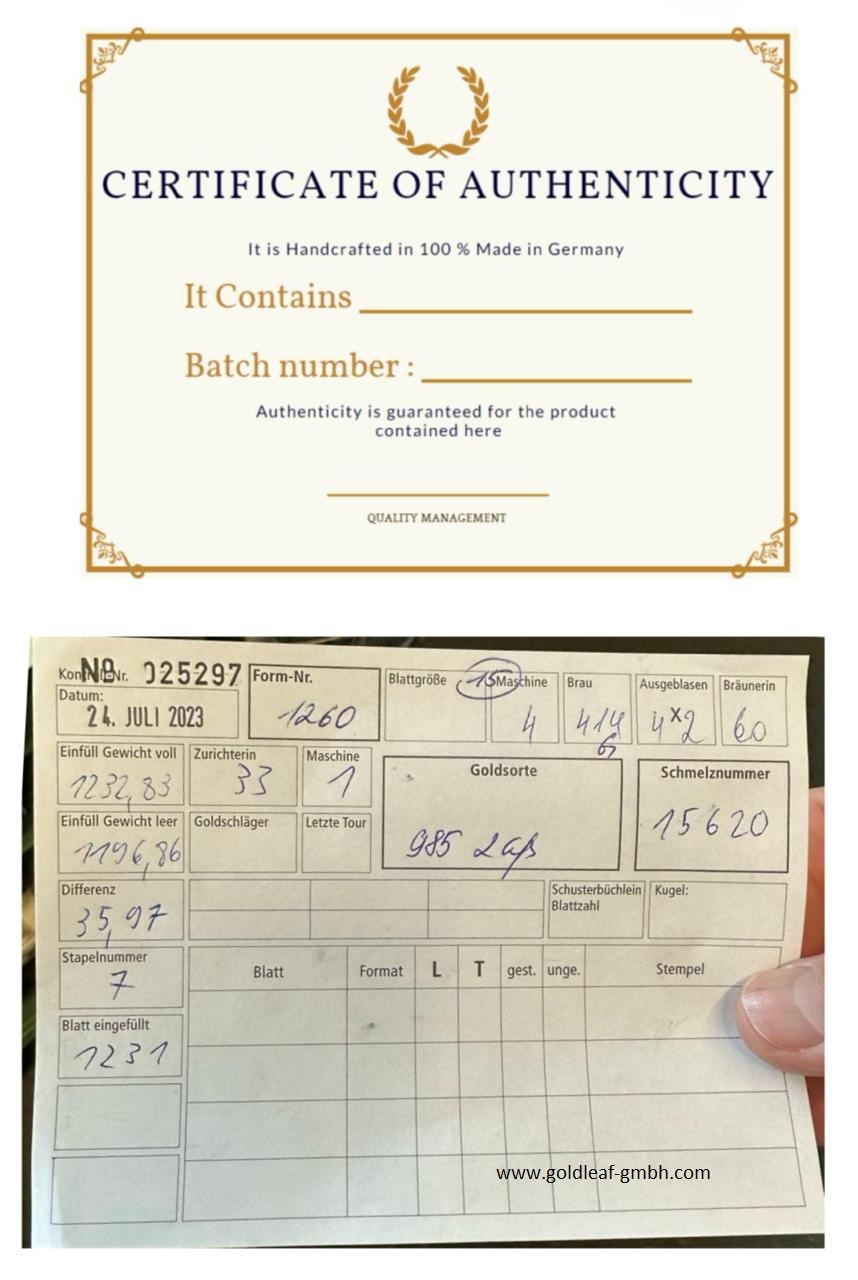 CERTIFICATE OF AUTHENTICITY
It is Handcrafted in 100 % Made in Germany
It Contains
Batch number :
Authenticity is guaranteed for the product
contained here
QUALITY MANAGEMENT
Nº 025297
Datum:
24. JULI 2023
Form-Nr.
1260
Blattgröße
15
Maschine
4
Brau
414
6
Ausgeblasen
4x2
Bräunerin
60
Einfüll Gewicht voll
1232,83
Zurichterin
33
Maschine
1
Goldsorte
985
Schmelznummer
15620
Einfüll Gewicht leer
1196,86
Goldschläger
Letzte Tour
Differenz
35,97
Schusterbüchlein
Blattzahl
Kugel:
Stapelnummer
7
Blatt Format L T gest. unge. Stempel
Blatt eingefüllt
1231
www.goldleaf-gmbh.com